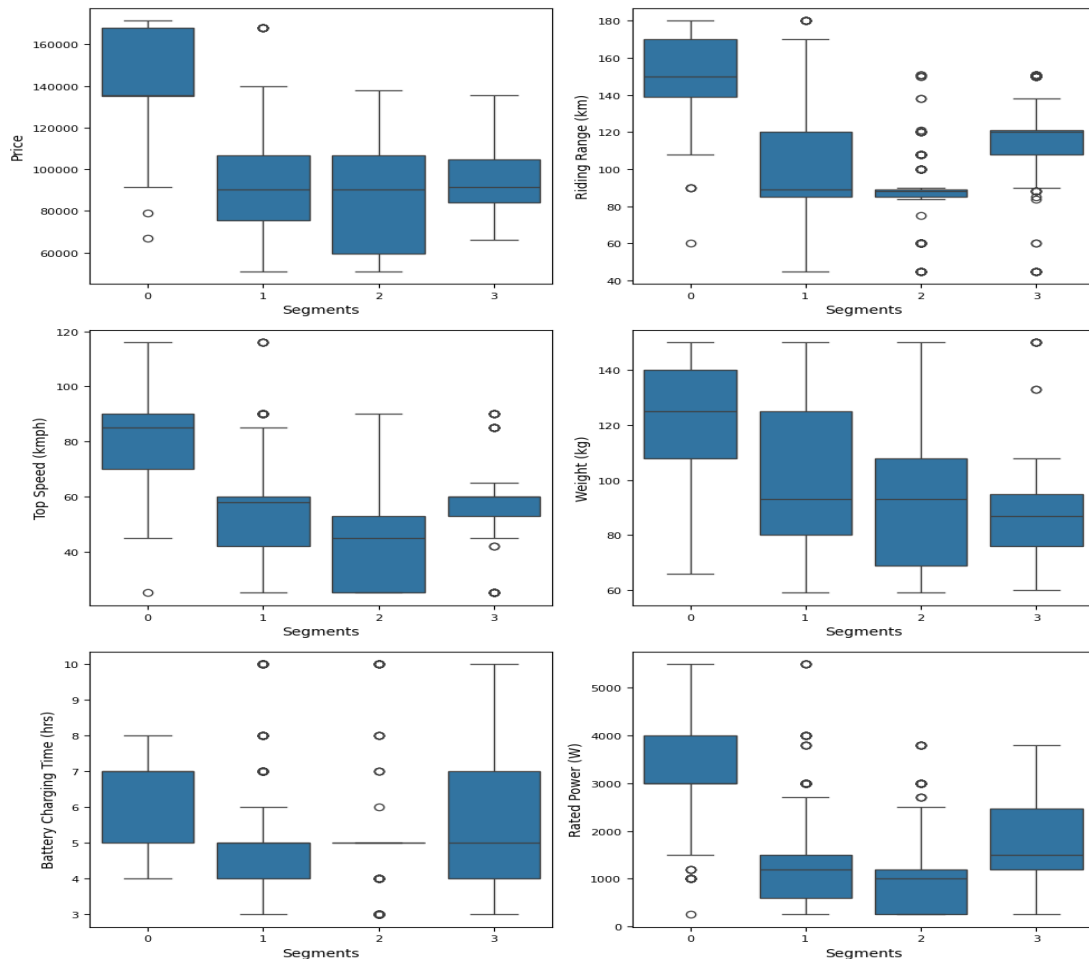 Price
160000
140000
120000
100000
80000
60000
0 1 2 3
Segments
Riding Range (km)
180
160
140
120
100
80
60
40
0 1 2 3
Segments
Top Speed (kmph)
120
100
80
60
40
0 1 2 3
Segments
Weight (kg)
140
120
100
80
60
0 1 2 3
Segments
Battery Charging Time (hrs)
10
9
8
7
6
5
4
3
0 1 2 3
Segments
Rated Power (W)
5000
4000
3000
2000
1000
0
0 1 2 3
Segments